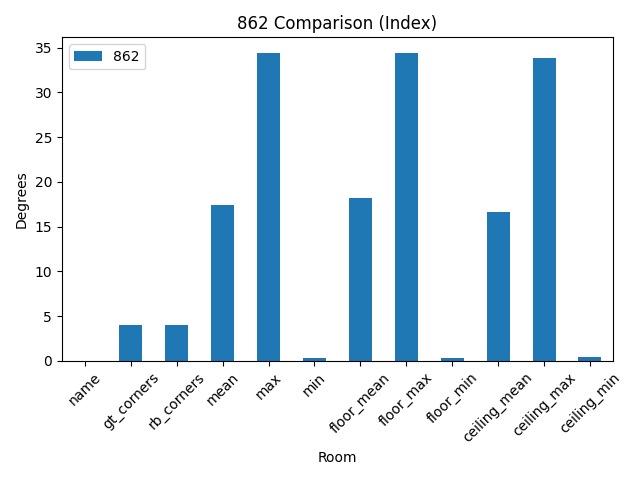 862 Comparison (Index)
862
Degrees
35
30
25
20
15
10
5
0
name
gt_corners
rb_corners
mean
max
min
floor_mean
floor_max
floor_min
ceiling_mean
ceiling_max
ceiling_min
Room